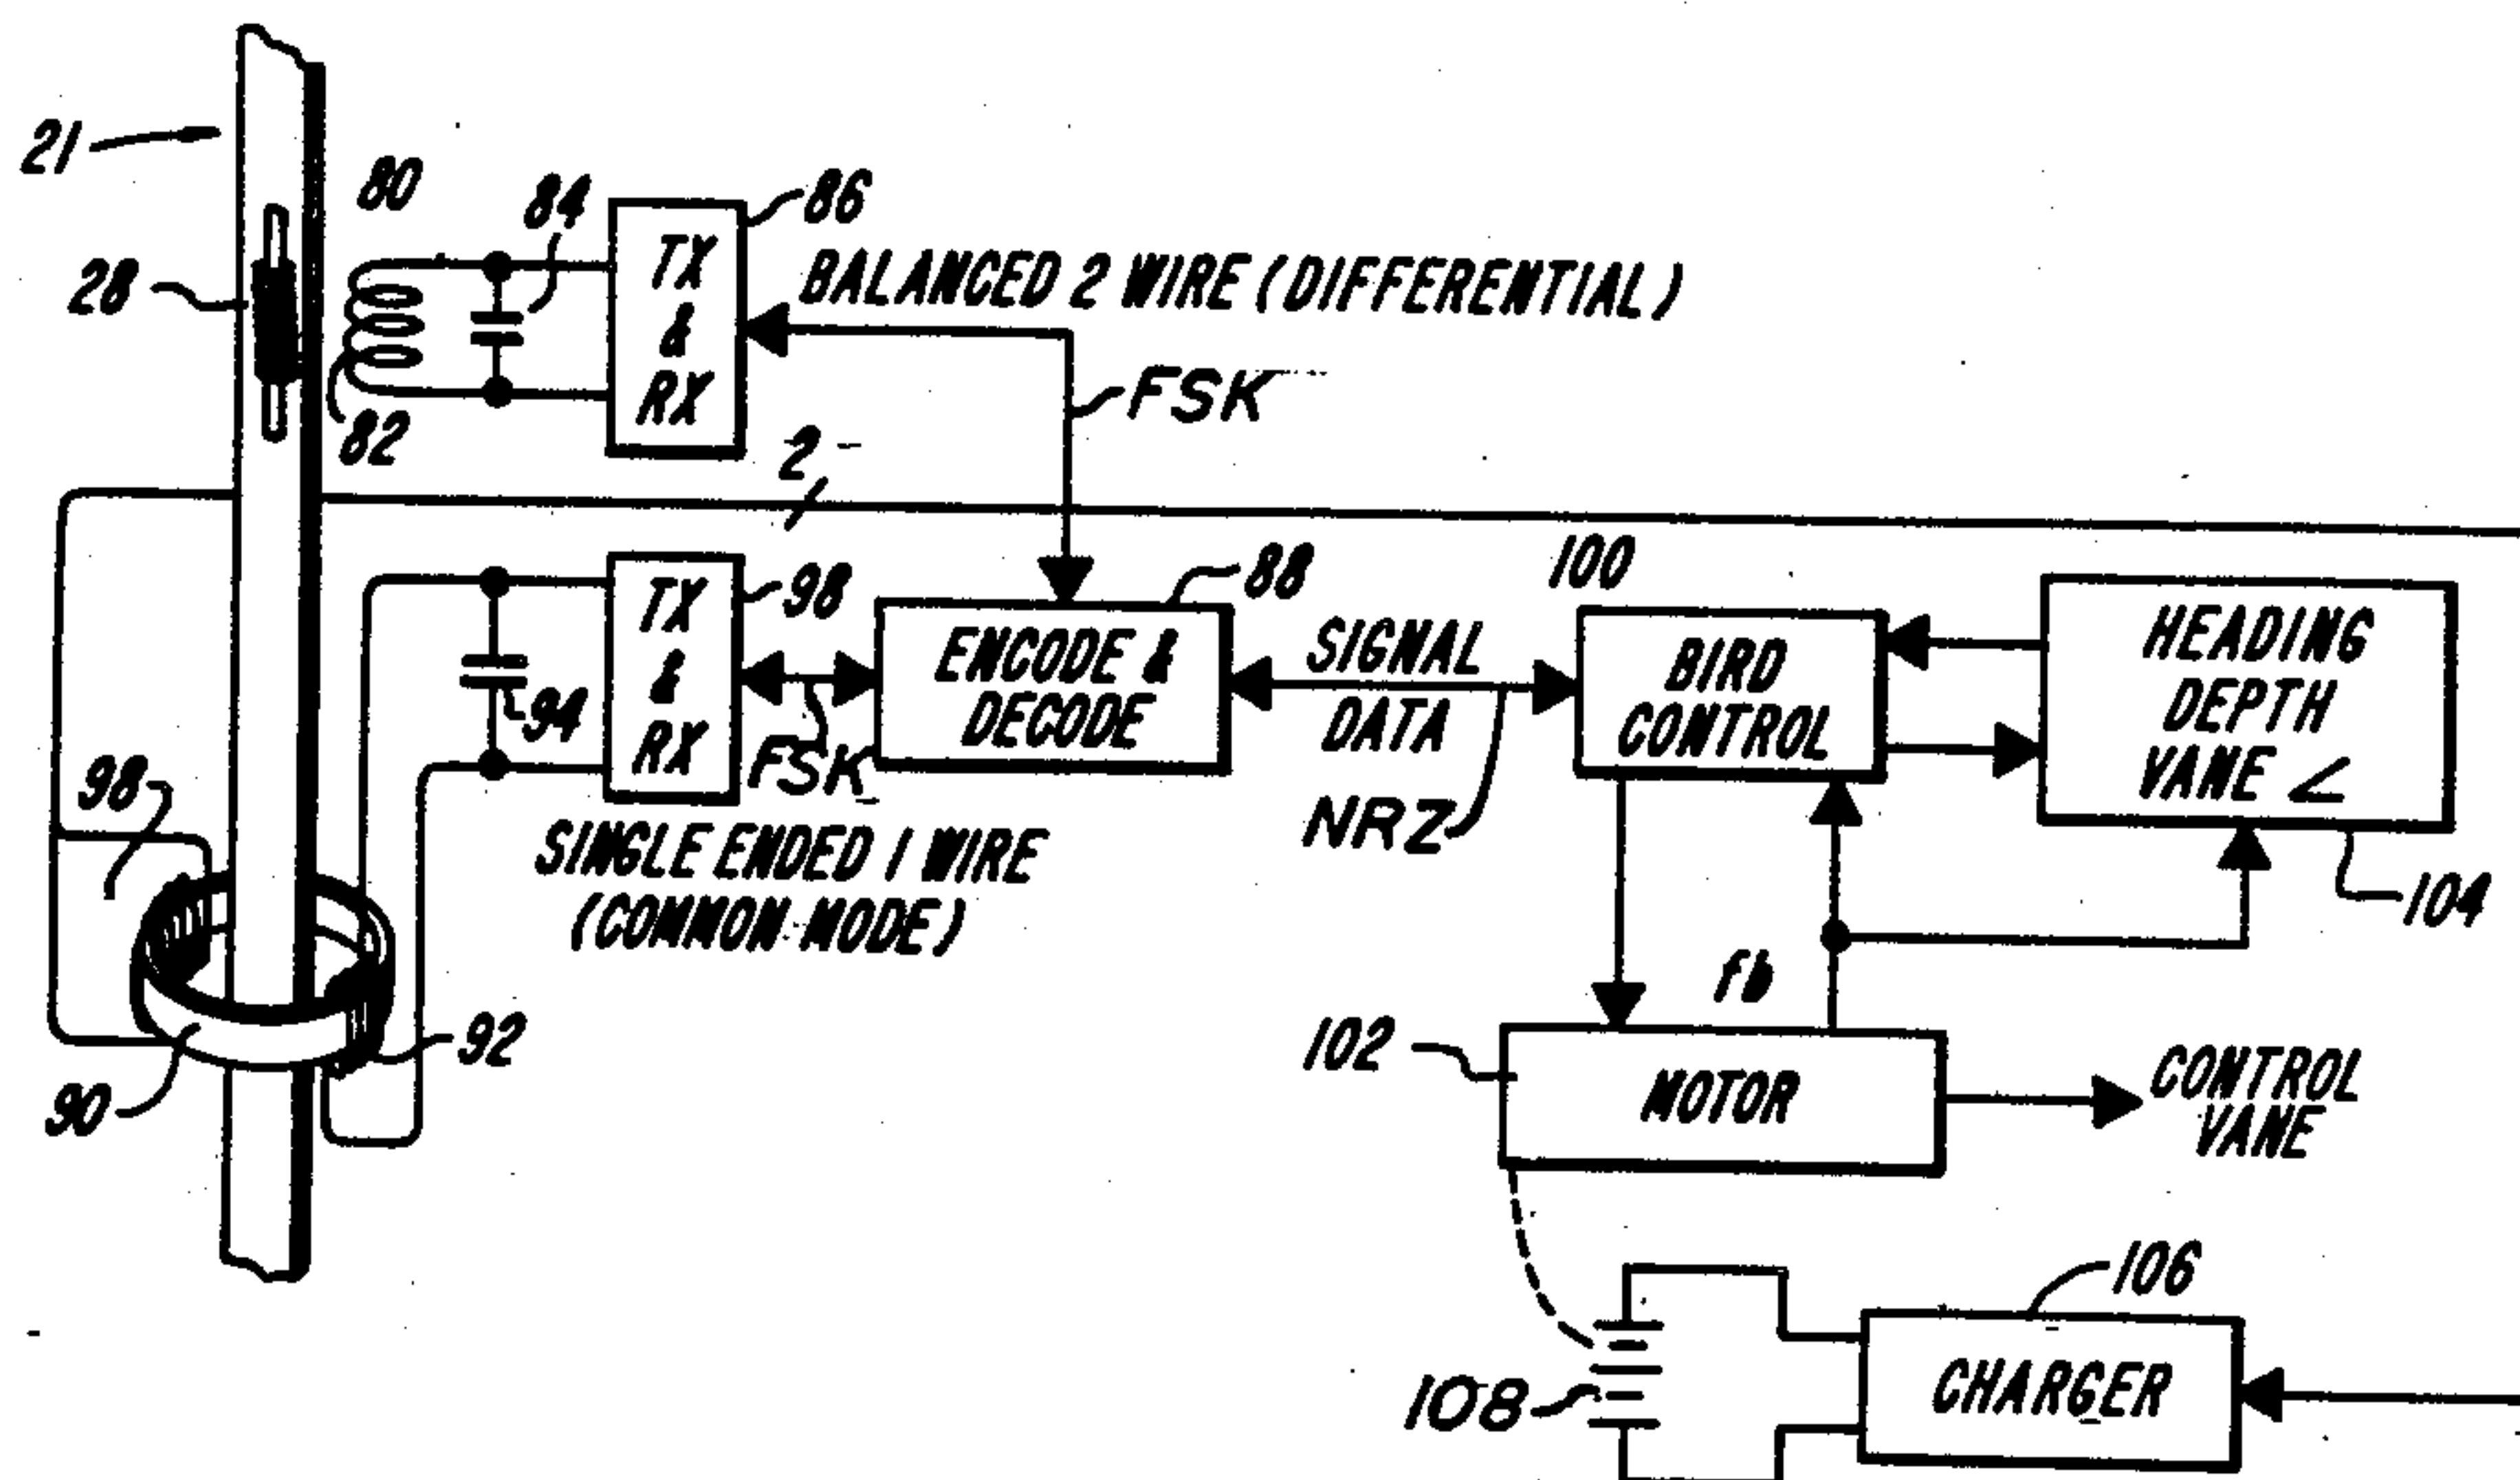 21
80
84
86
28
TX
&
RX
BALANCED 2 WIRE (DIFFERENTIAL)
FSK
82
2
98
88
100
TX
&
RX
94
FSK
ENCODE &
DECODE
SIGNAL
DATA
NRZ
BIRD
CONTROL
HEADING
DEPTH
VANE ∠
98
SINGLE ENDED 1 WIRE
(COMMON MODE)
104
fb
92
90
102
MOTOR
CONTROL
VANE
106
108
CHARGER